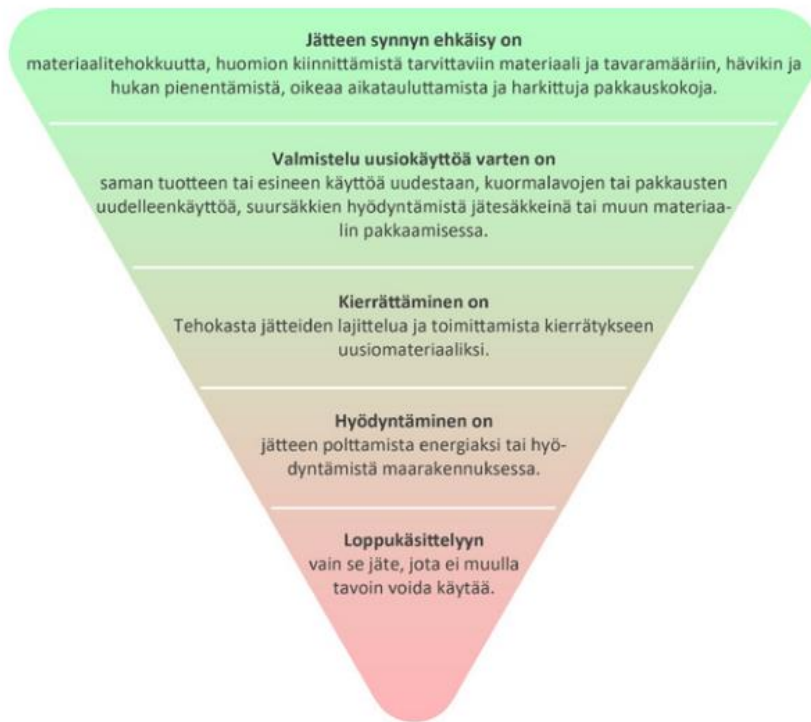 Jätteen synnyn ehkäisy on
materiaalitehokkuutta, huomion kiinnittämistä tarvittaviin materiaali ja tavaramääriin, hävikin ja
hukan pienentämistä, oikeaa aikatauluttamista ja harkittuja pakkauskokoja.
Valmistelu uusiokäyttöä varten on
saman tuotteen tai esineen käyttöä uudestaan, kuormalavojen tai pakkausten
uudelleenkäyttöä, suursäkkien hyödyntämistä jätesäkkeinä tai muun materiaa-
lin pakkaamisessa.
Kierrättäminen on
Tehokasta jätteiden lajittelua ja toimittamista kierrätykseen
uusiomateriaaliksi.
Hyödyntäminen on
jätteen polttamista energiaksi tai hyö-
dyntämistä maarakennuksessa.
Loppukäsittelyyn
vain se jäte, jota ei muulla
tavoin voida käytää.